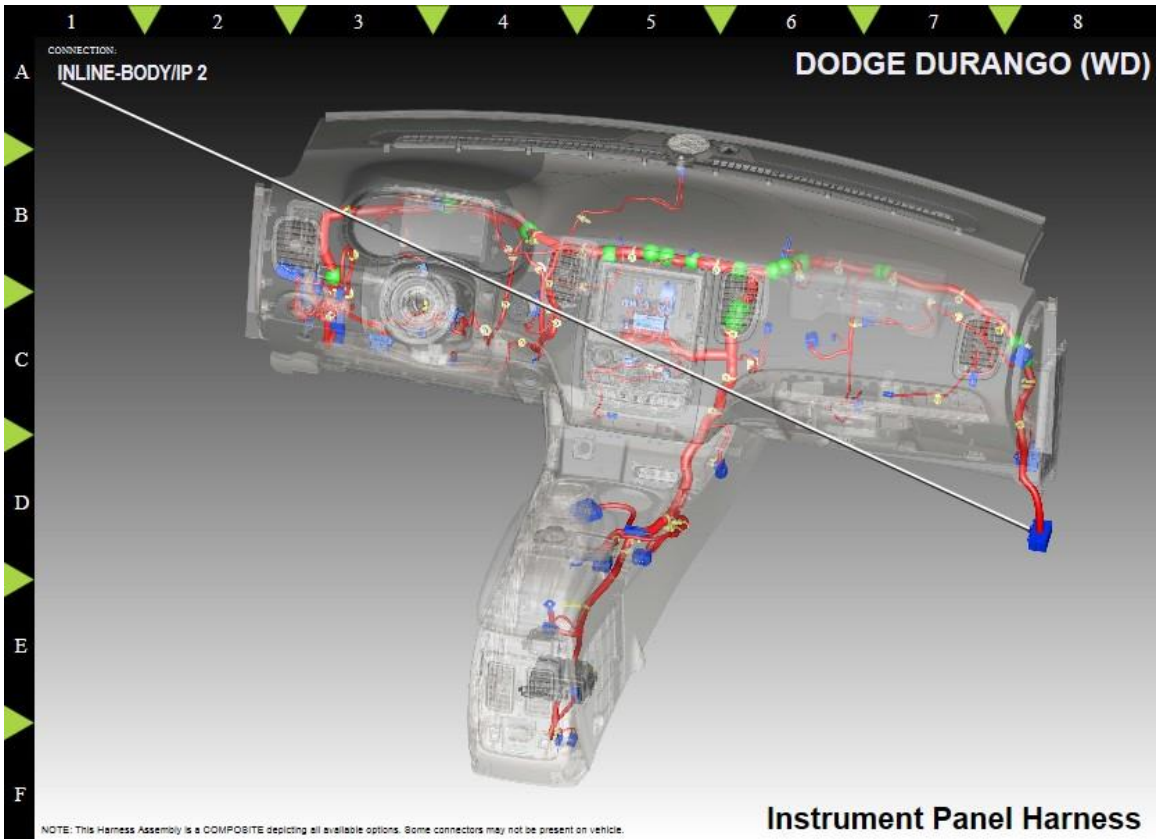 1 2 3 4 5 6 7 8
A
CONNECTION:
INLINE-BODY/IP 2
DODGE DURANGO (WD)
B
C
D
E
F
NOTE: This Harness Assembly is a COMPOSITE depicting all available options. Some connectors may not be present on vehicle.
Instrument Panel Harness